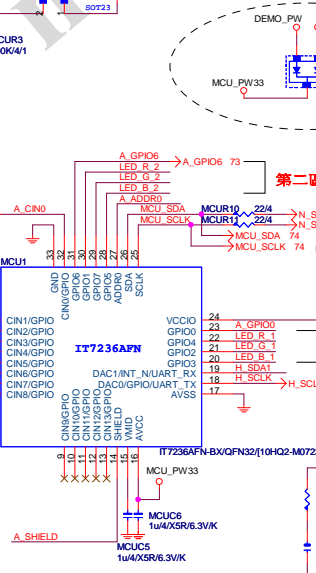 SOT23
CUR3
0K/4/1
DEMO_PW
MCU_PW33
A_GPIO6
A_GPIO6 73
LED_R_2
LED_G_2
LED_B_2
A_ADDR0
第二
A_CIN0
MCU_SDA
MCUR10
22/4
MCU_SCLK
MCUR11
22/4
MCU_SDA 74
MCU_SCLK 74
MCU1
33 32 31 30 29 28 27 26 25
GND
CIN0/GPIO
GPIO6
GPIO1
GPIO7
GPIO5
ADDR0
SDA
SCLK
CIN1/GPIO
CIN2/GPIO
CIN3/GPIO
CIN4/GPIO
CIN5/GPIO
CIN6/GPIO
CIN7/GPIO
CIN8/GPIO
IT7236AFN
VCCIO 24
GPIO0 23 A_GPIO0
GPIO4 22 LED_R_1
GPIO2 21 LED_G_1
GPIO3 20 LED_B_1
DAC1/INT_N/UART_RX 19 H_SDA1
DAC0/GPIO/UART_TX 18 H_SCLK
H_SCL
AVSS 17
CIN9/GPIO
CIN10/GPIO
CIN11/GPIO
CIN12/GPIO
CIN13/GPIO
SHIELD
VMID
AVCC
9 10 11 12 13 14 15 16
IT7236AFN-BX/QFN32/[10HQ2-M0723
MCU_PW33
MCUC6
1u/4/X5R/6.3V/K
A_SHIELD
MCUC5
1u/4/X5R/6.3V/K